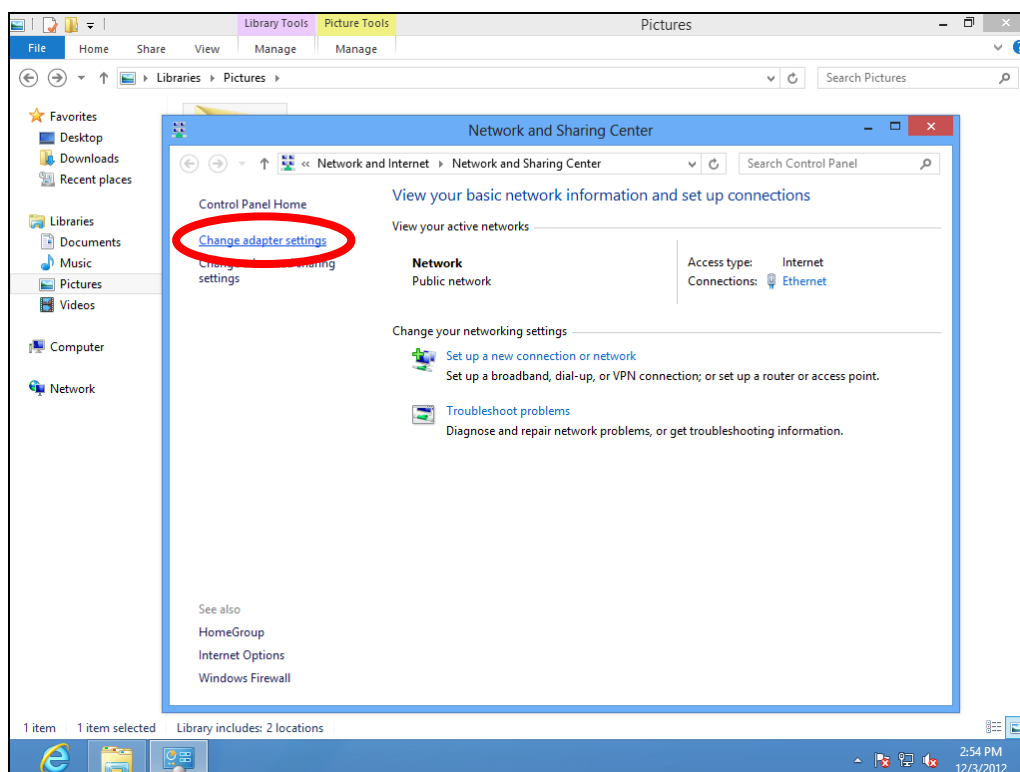 Library Tools Picture Tools Pictures
File Home Share View Manage Manage
Libraries Pictures Search Pictures
Favorites
Desktop
Downloads
Recent places
Libraries
Documents
Music
Pictures
Videos
Computer
Network
Network and Sharing Center
« Network and Internet Network and Sharing Center Search Control Panel
Control Panel Home
Change adapter settings
settings
View your basic network information and set up connections
View your active networks
Network
Public network
Access type: Internet
Connections: Ethernet
Change your networking settings
Set up a new connection or network
Set up a broadband, dial-up, or VPN connection; or set up a router or access point.
Troubleshoot problems
Diagnose and repair network problems, or get troubleshooting information.
See also
HomeGroup
Internet Options
Windows Firewall
1 item 1 item selected Library includes: 2 locations
2:54 PM
12/3/2012